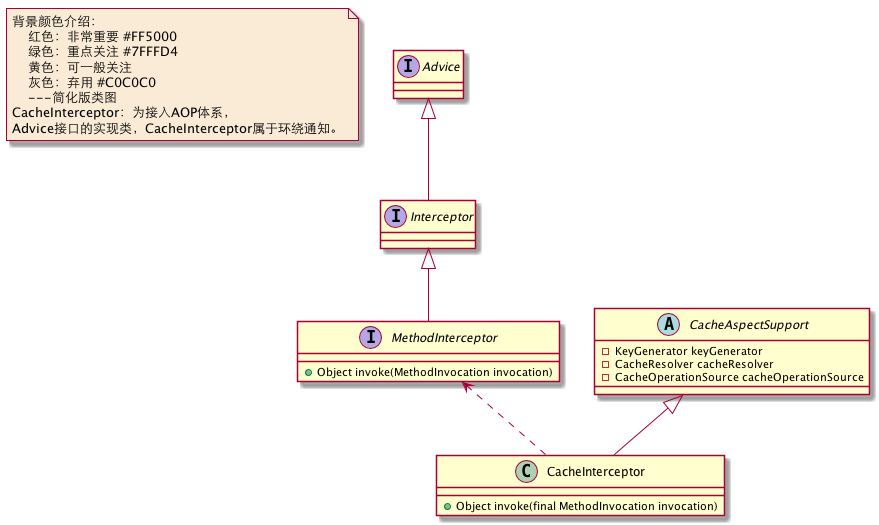 背景颜色介绍：
红色：非常重要 #FF5000
绿色：重点关注 #7FFFD4
黄色：可一般关注
灰色：弃用 #C0C0C0
---简化版类图
CacheInterceptor：为接入AOP体系，
Advice接口的实现类，CacheInterceptor属于环绕通知。
I Advice
I Interceptor
I MethodInterceptor
Object invoke(MethodInvocation invocation)
A CacheAspectSupport
KeyGenerator keyGenerator
CacheResolver cacheResolver
CacheOperationSource cacheOperationSource
C CacheInterceptor
Object invoke(final MethodInvocation invocation)